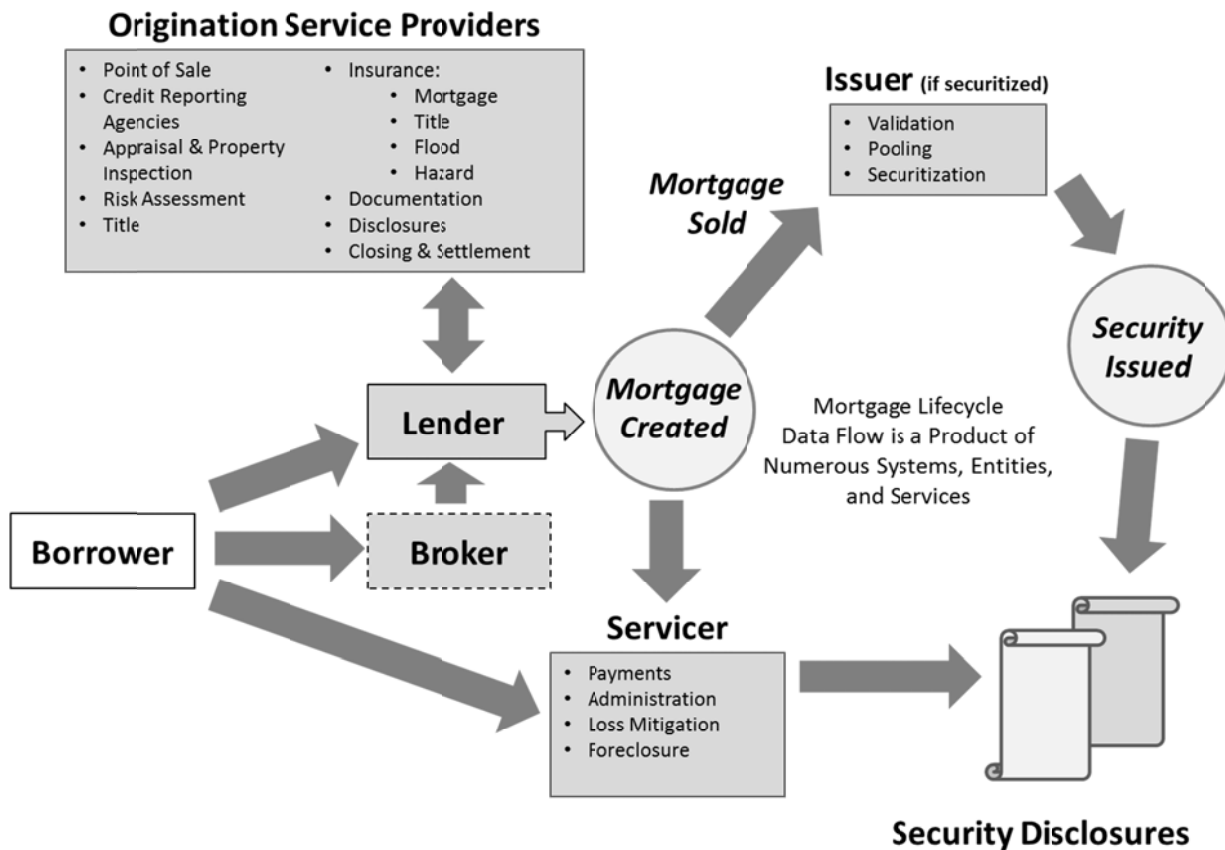 Origination Service Providers
• Point of Sale
• Credit Reporting
Agencies
• Appraisal & Property
Inspection
• Risk Assessment
• Title
• Insurance:
• Mortgage
• Title
• Flood
• Hazard
• Documentation
• Disclosures
• Closing & Settlement
Issuer (if securitized)
• Validation
• Pooling
• Securitization
Mortgage
Sold
Security
Issued
Lender
Mortgage
Created
Mortgage Lifecycle
Data Flow is a Product of
Numerous Systems, Entities,
and Services
Borrower
Broker
Servicer
• Payments
• Administration
• Loss Mitigation
• Foreclosure
Security Disclosures